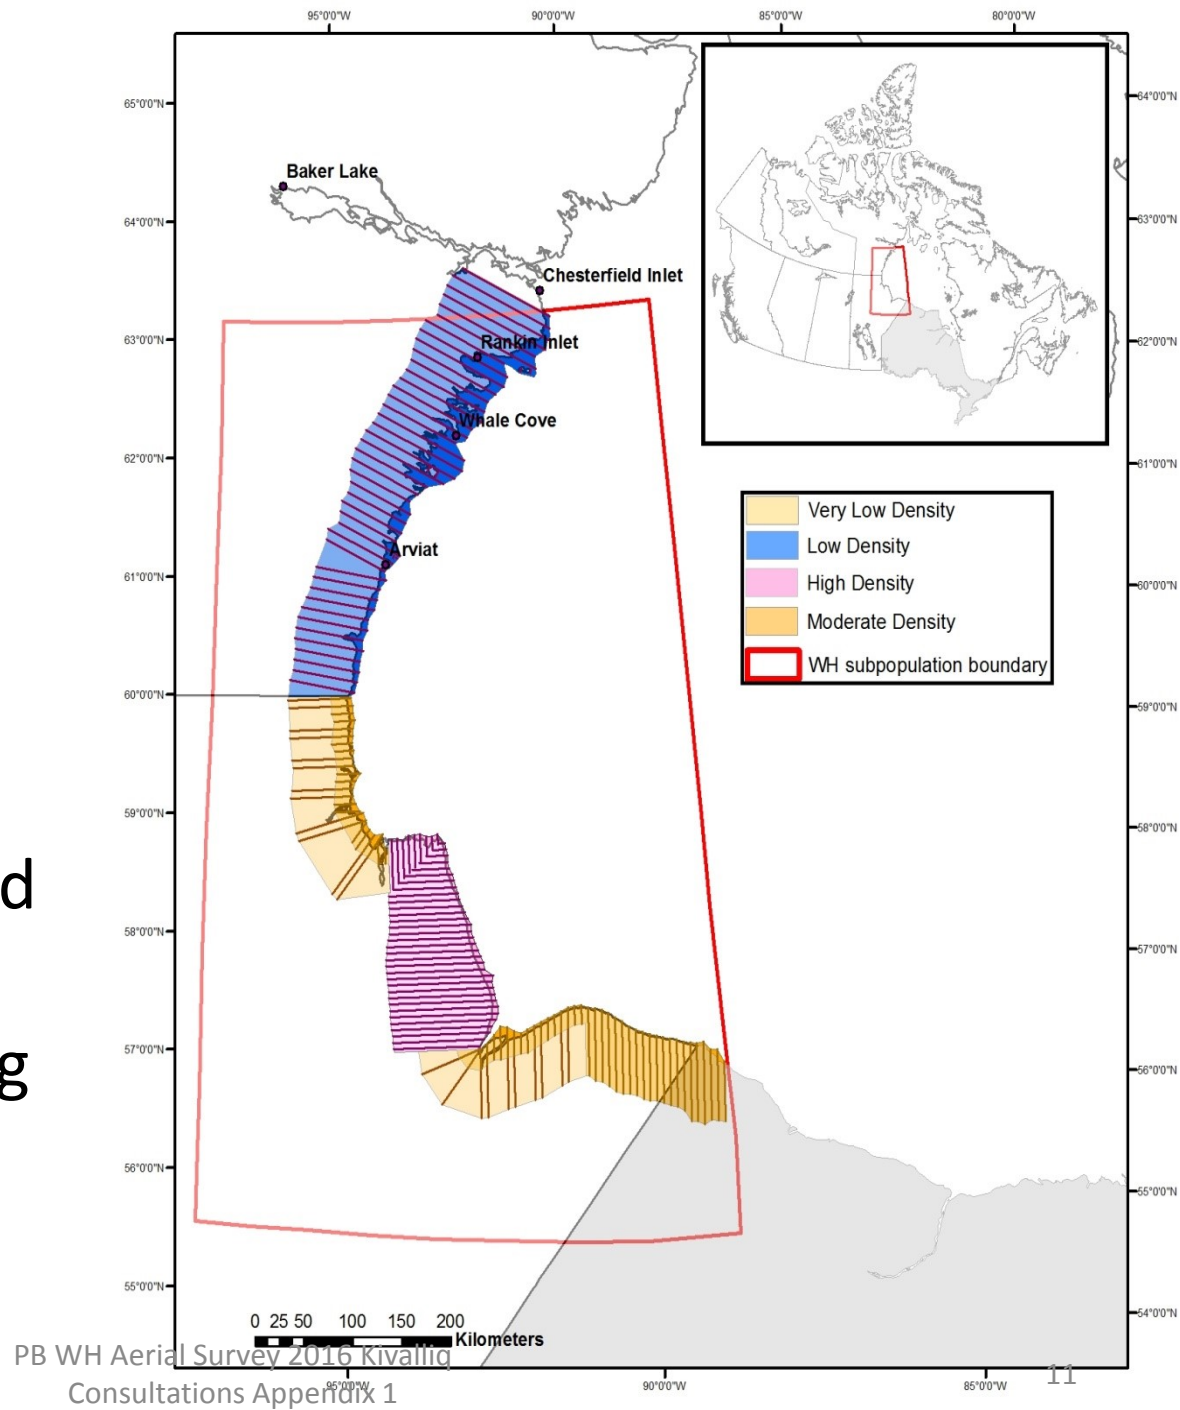 95°0'0"W 90°0'0"W 85°0'0"W 80°0'0"W
65°0'0"N
64°0'0"N
63°0'0"N
62°0'0"N
61°0'0"N
60°0'0"N
59°0'0"N
58°0'0"N
57°0'0"N
56°0'0"N
55°0'0"N
64°0'0"N
63°0'0"N
62°0'0"N
61°0'0"N
60°0'0"N
59°0'0"N
58°0'0"N
57°0'0"N
56°0'0"N
55°0'0"N
54°0'0"N
Baker Lake
Chesterfield Inlet
Rankin Inlet
Whale Cove
Arviat
Very Low Density
Low Density
High Density
Moderate Density
WH subpopulation boundary
d
g
0 25 50 100 150 200
Kilometers
95°0'0"W 90°0'0"W 85°0'0"W
PB WH Aerial Survey 2016 Kivalliq
Consultations Appendix 1
11